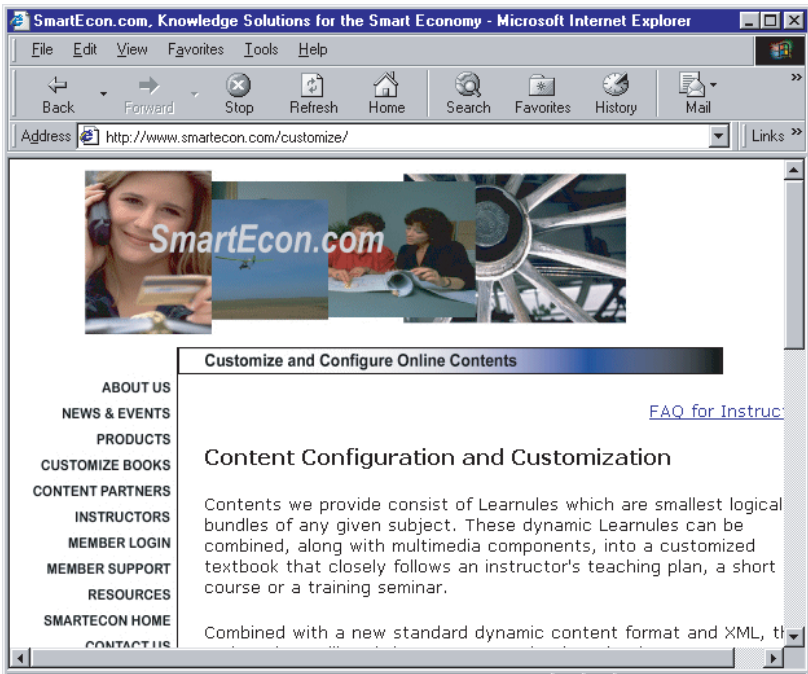 SmartEcon.com, Knowledge Solutions for the Smart Economy - Microsoft Internet Explorer
File Edit View Favorites Tools Help
Back Forward Stop Refresh Home Search Favorites History Mail
Address http://www.smartecon.com/customize/ Links
SmartEcon.com
Customize and Configure Online Contents
ABOUT US
NEWS & EVENTS
PRODUCTS
CUSTOMIZE BOOKS
CONTENT PARTNERS
INSTRUCTORS
MEMBER LOGIN
MEMBER SUPPORT
RESOURCES
SMARTECON HOME
CONTACT US
FAQ for Instruc
Content Configuration and Customization
Contents we provide consist of Learnules which are smallest logical
bundles of any given subject. These dynamic Learnules can be
combined, along with multimedia components, into a customized
textbook that closely follows an instructor's teaching plan, a short
course or a training seminar.
Combined with a new standard dynamic content format and XML, th